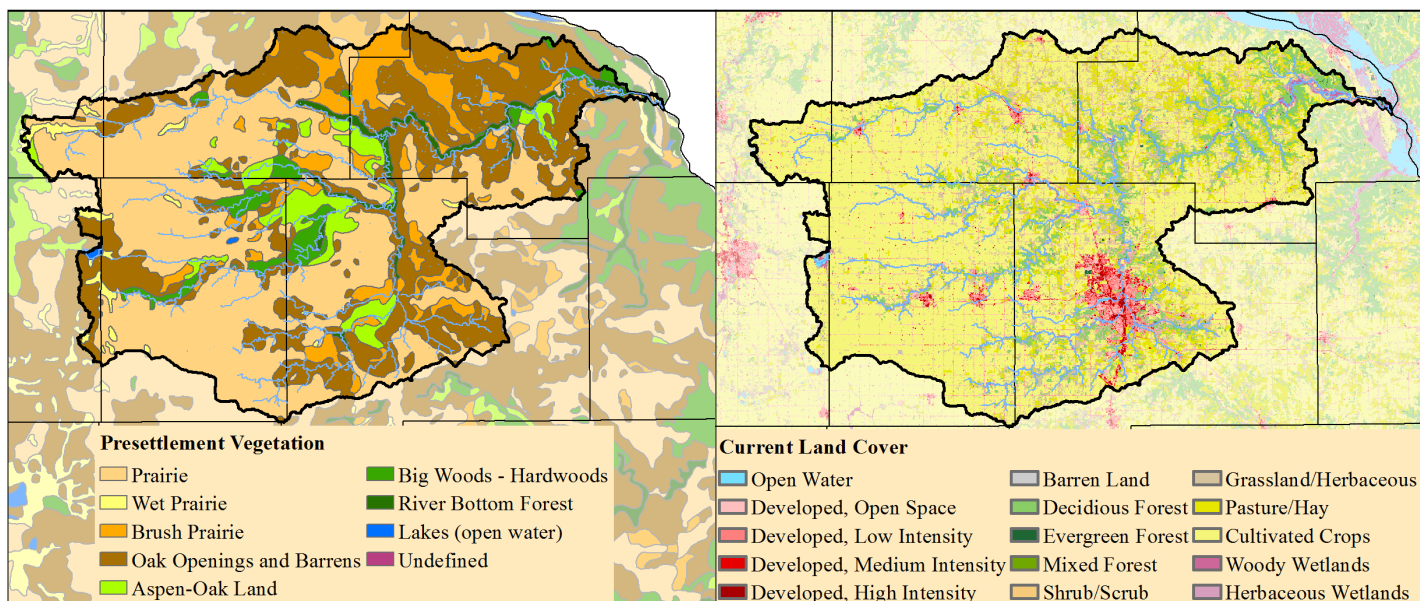 Presettlement Vegetation
Prairie
Wet Prairie
Brush Prairie
Oak Openings and Barrens
Aspen-Oak Land
Big Woods - Hardwoods
River Bottom Forest
Lakes (open water)
Undefined
Current Land Cover
Open Water
Developed, Open Space
Developed, Low Intensity
Developed, Medium Intensity
Developed, High Intensity
Barren Land
Decidious Forest
Evergreen Forest
Mixed Forest
Shrub/Scrub
Grassland/Herbaceous
Pasture/Hay
Cultivated Crops
Woody Wetlands
Herbaceous Wetlands